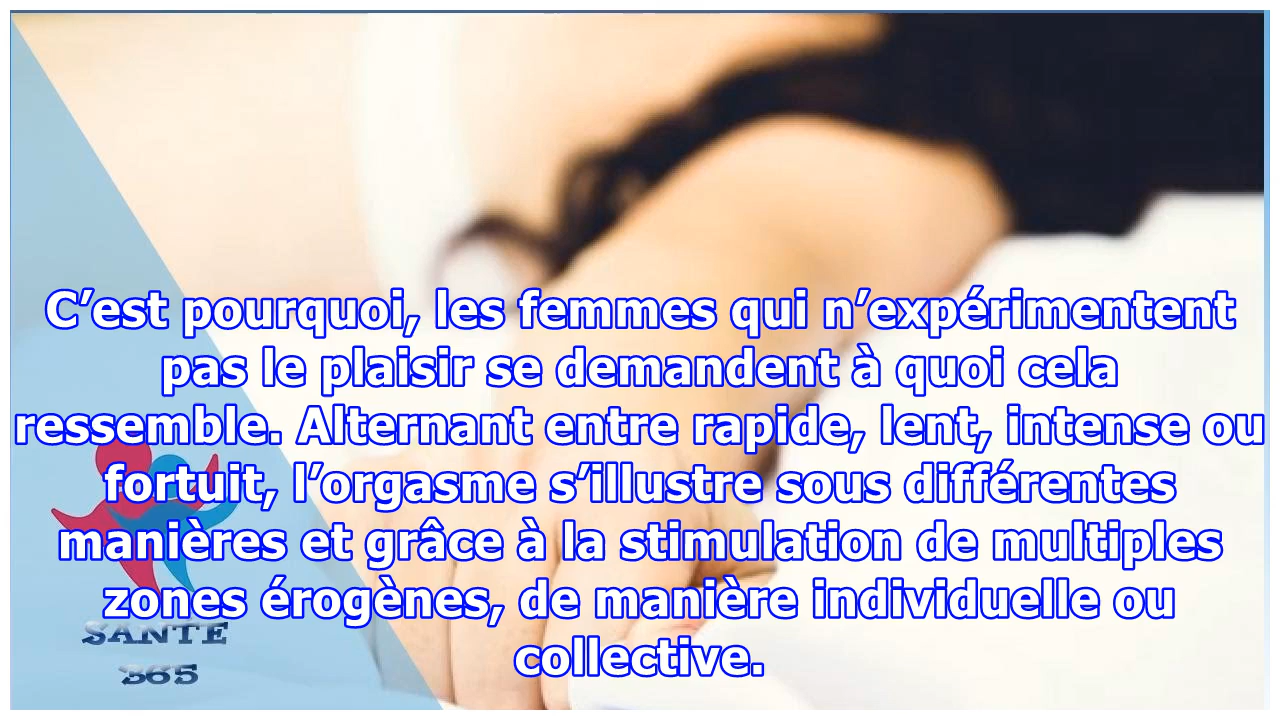 C’est pourquoi, les femmes qui n’expérimentent
pas le plaisir se demandent à quoi cela
ressemble. Alternant entre rapide, lent, intense ou
fortuit, l’orgasme s’illustre sous différentes
manières et grâce à la stimulation de multiples
zones érogènes, de manière individuelle ou
collective.
SANTE
365